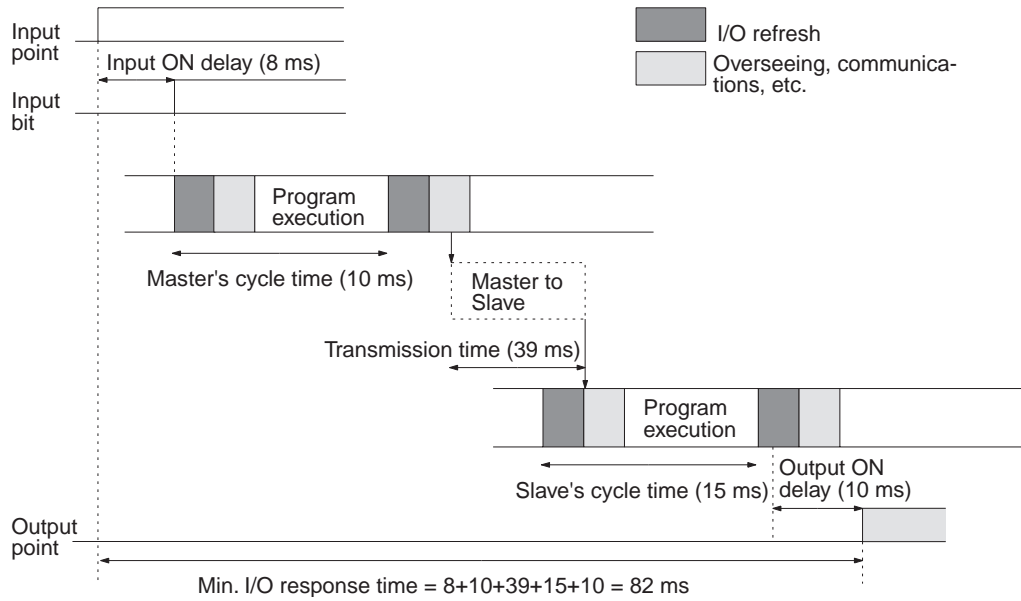 Input
point
I/O refresh
Input ON delay (8 ms)
Overseeing, communica-
tions, etc.
Input
bit
Program
execution
Master's cycle time (10 ms)
Master to
Slave
Transmission time (39 ms)
Program
execution
Slave's cycle time (15 ms)
Output ON
delay (10 ms)
Output
point
Min. I/O response time = 8+10+39+15+10 = 82 ms